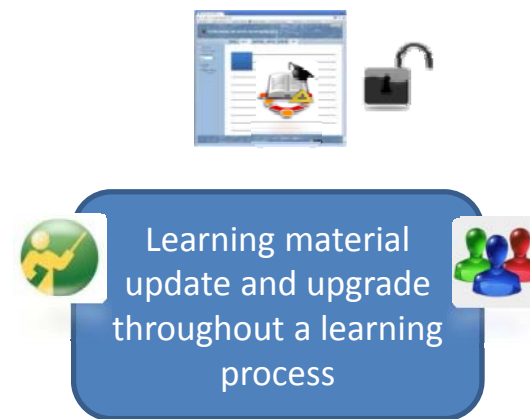 Learning material
update and upgrade
throughout a learning
process